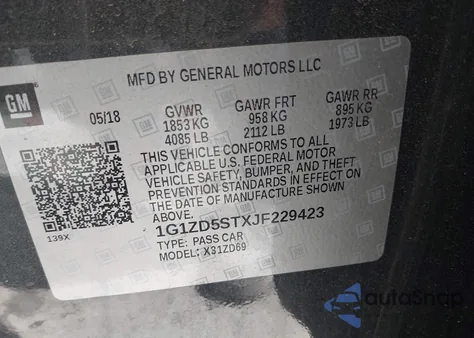 MFD BY GENERAL MOTORS LLC
GM
05/18
GVWR
1853 KG
4085 LB
GAWR FRT
958 KG
2112 LB
GAWR RR
895 KG
1973 LB
THIS VEHICLE CONFORMS TO ALL
APPLICABLE U.S. FEDERAL MOTOR
VEHICLE SAFETY, BUMPER, AND THEFT
PREVENTION STANDARDS IN EFFECT ON
THE DATE OF MANUFACTURE SHOWN
ABOVE.
139X
1G1ZD5STXJF229423
TYPE: PASS CAR
MODEL: X31ZD69
autoSnap